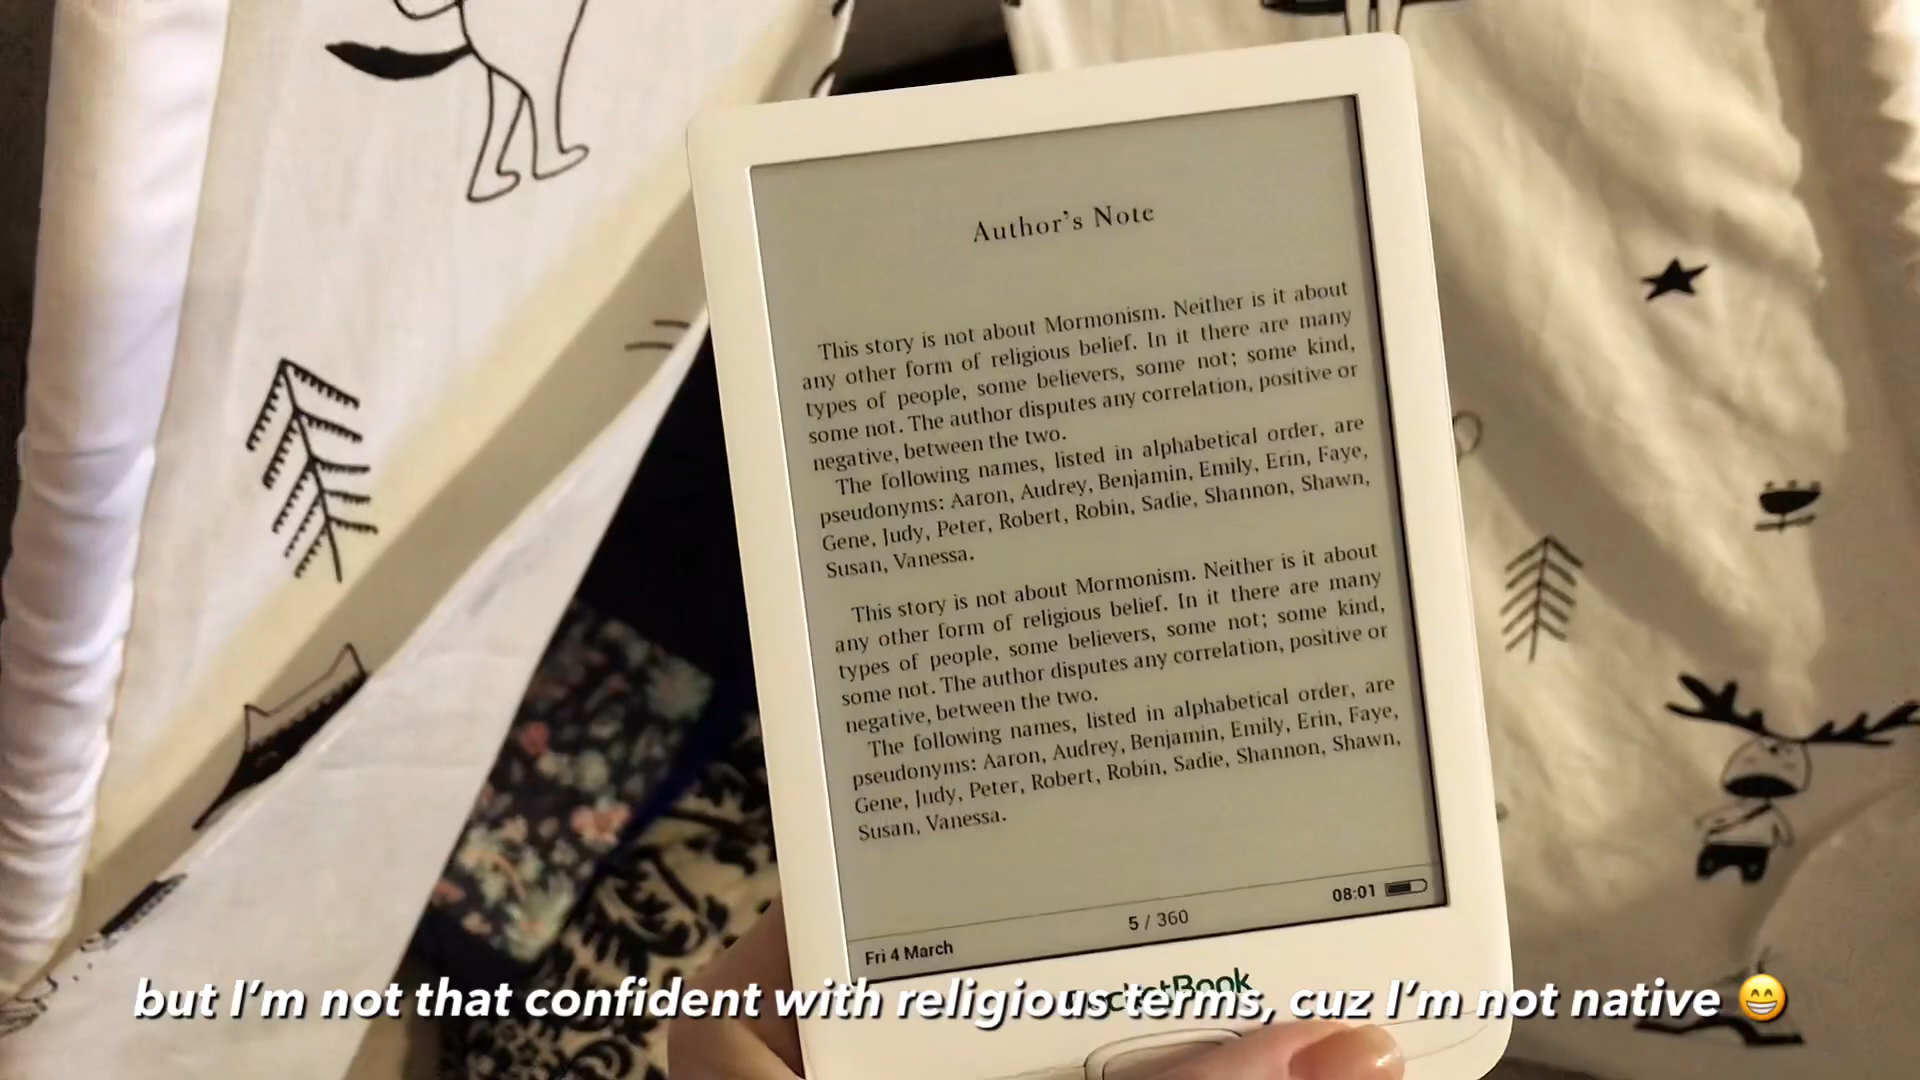 Author's Note
This story is not about Mormonism. Neither is it about
any other form of religious belief. In it there are many
types of people, some believers, some not; some kind,
some not. The author disputes any correlation, positive or
negative, between the two.
The following names, listed in alphabetical order, are
pseudonyms: Aaron, Audrey, Benjamin, Emily, Erin, Faye,
Gene, Judy, Peter, Robert, Robin, Sadie, Shannon, Shawn,
Susan, Vanessa.
This story is not about Mormonism. Neither is it about
any other form of religious belief. In it there are many
types of people, some believers, some not; some kind,
some not. The author disputes any correlation, positive or
negative, between the two.
The following names, listed in alphabetical order, are
pseudonyms: Aaron, Audrey, Benjamin, Emily, Erin, Faye,
Gene, Judy, Peter, Robert, Robin, Sadie, Shannon, Shawn,
Susan, Vanessa.
Fri 4 March 5 / 360 08:01
PocketBook
but I'm not that confident with religious terms, cuz I'm not native 😁